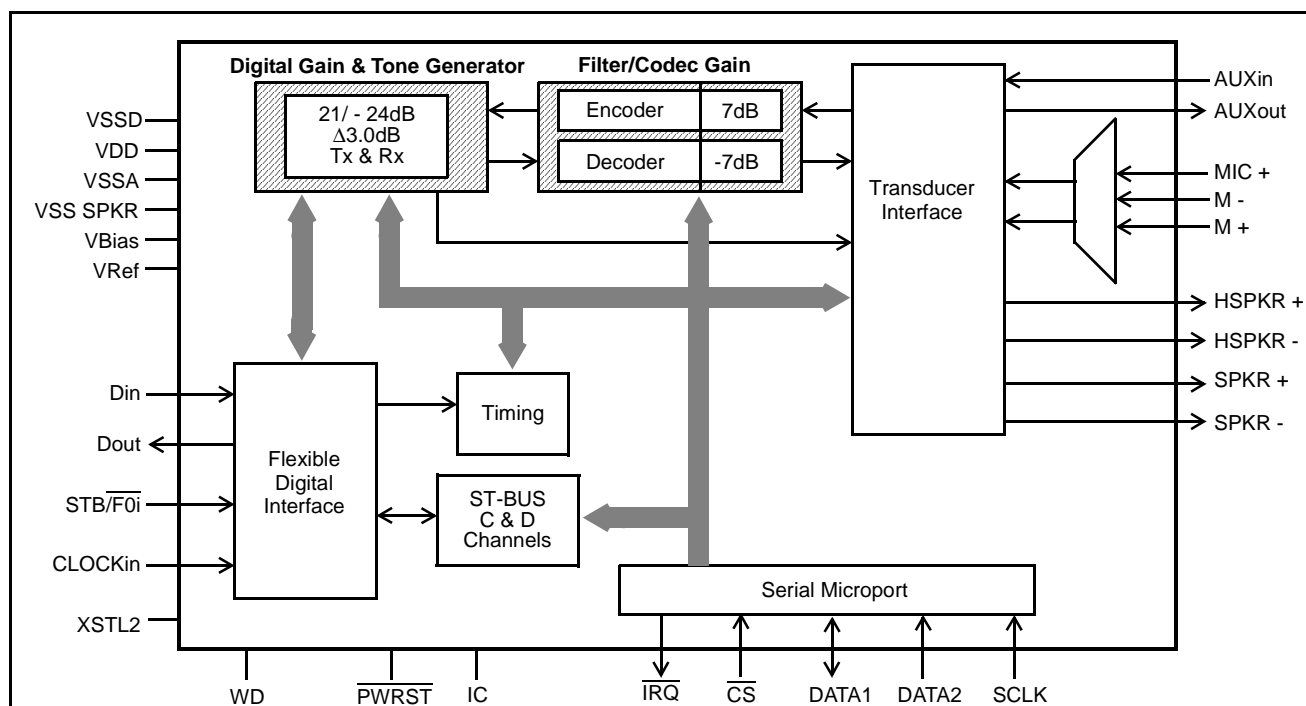 Digital Gain & Tone Generator
Filter/Codec Gain
21/ - 24dB
Δ3.0dB
Tx & Rx
Encoder
7dB
Decoder
-7dB
Transducer
Interface
AUXin
AUXout
MIC +
M -
M +
HSPKR +
HSPKR -
SPKR +
SPKR -
VSSD
VDD
VSSA
VSS SPKR
VBias
VRef
Din
Dout
STB/F0i
CLOCKin
XSTL2
Flexible
Digital
Interface
Timing
ST-BUS
C & D
Channels
Serial Microport
WD
PWRST
IC
IRQ
CS
DATA1
DATA2
SCLK